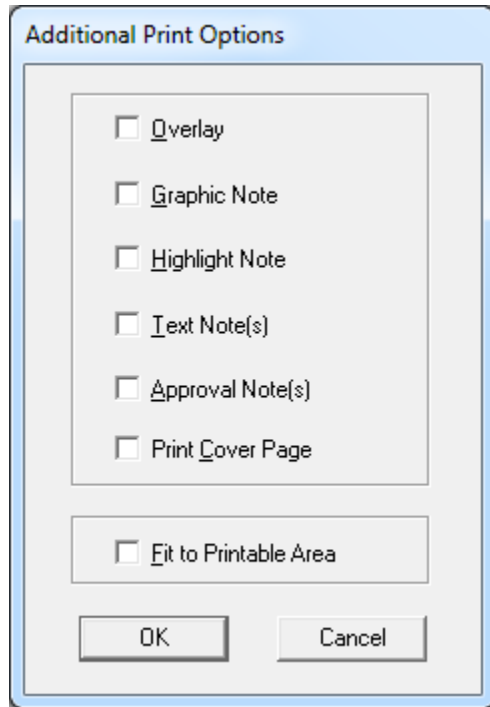 Additional Print Options
Overlay
Graphic Note
Highlight Note
Text Note(s)
Approval Note(s)
Print Cover Page
Fit to Printable Area
OK
Cancel